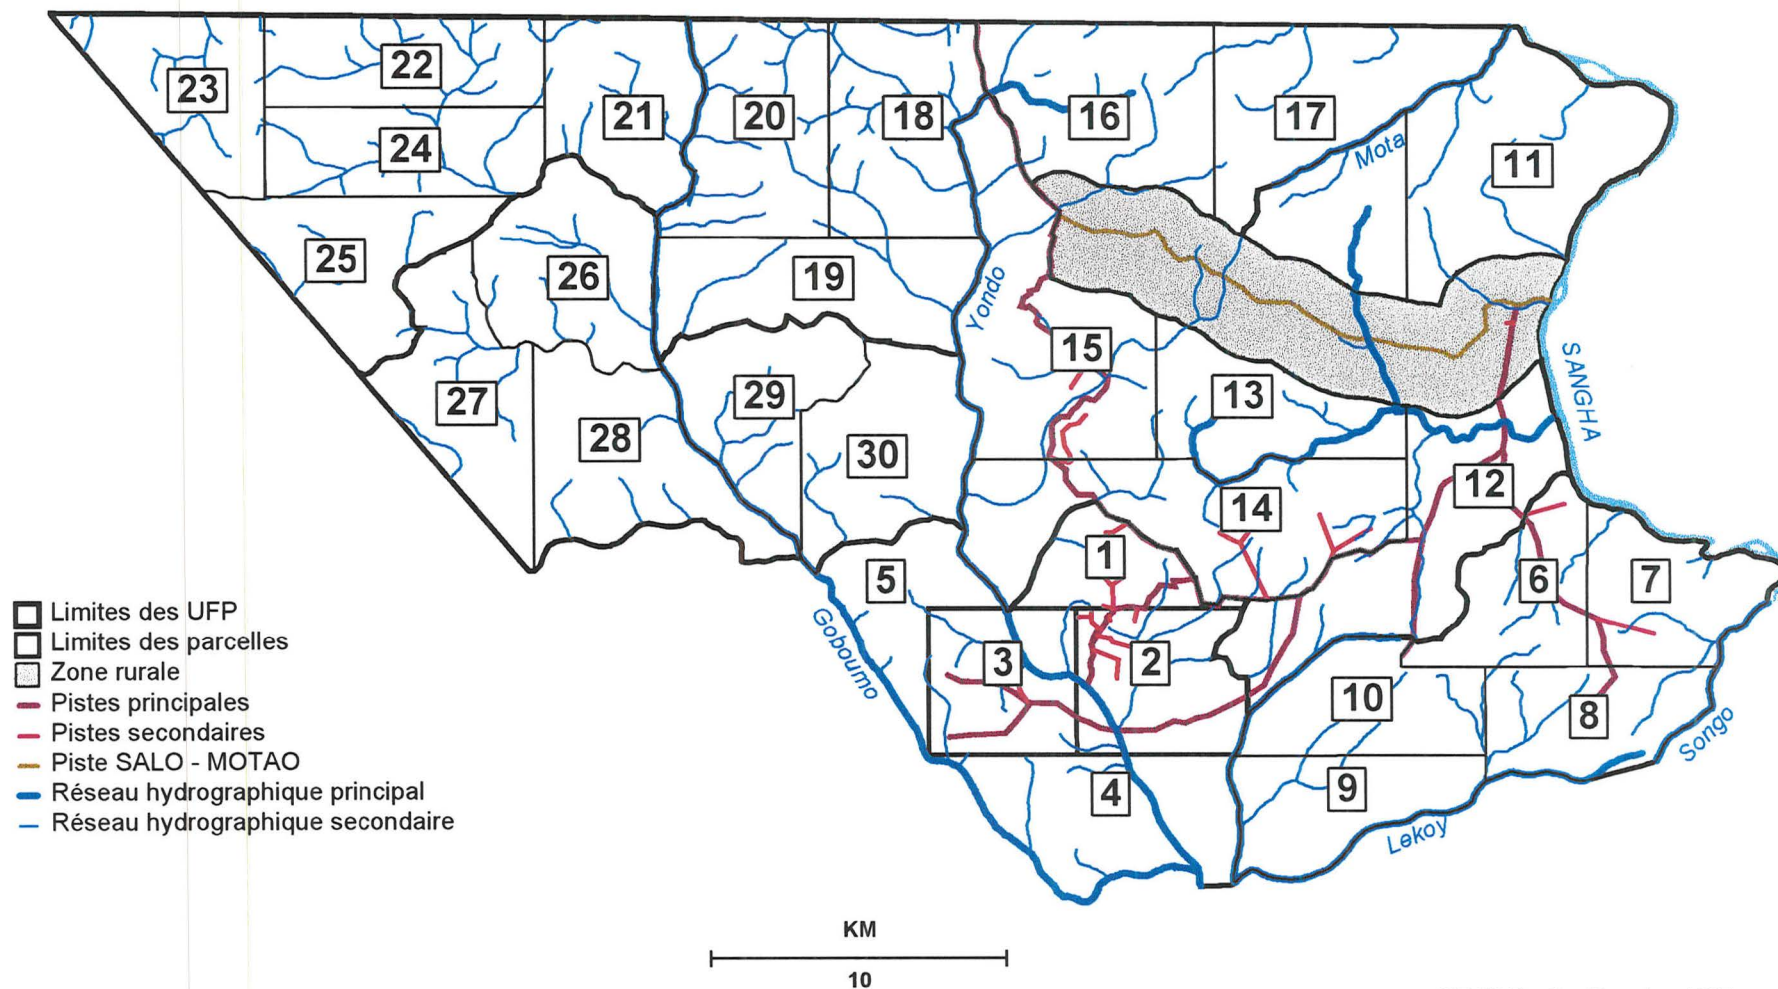 22
23
21
20
18
16
17
24
Mota
11
25
26
19
Yondo
15
SANGHA
13
27
29
28
30
12
14
1
5
6
7
Limites des UFP
Limites des parcelles
Goboumo
3
2
Zone rurale
10
Pistes principales
8
Songo
Pistes secondaires
Piste SALO - MOTAO
4
9
Réseau hydrographique principal
Réseau hydrographique secondaire
Lekoy
KM
10